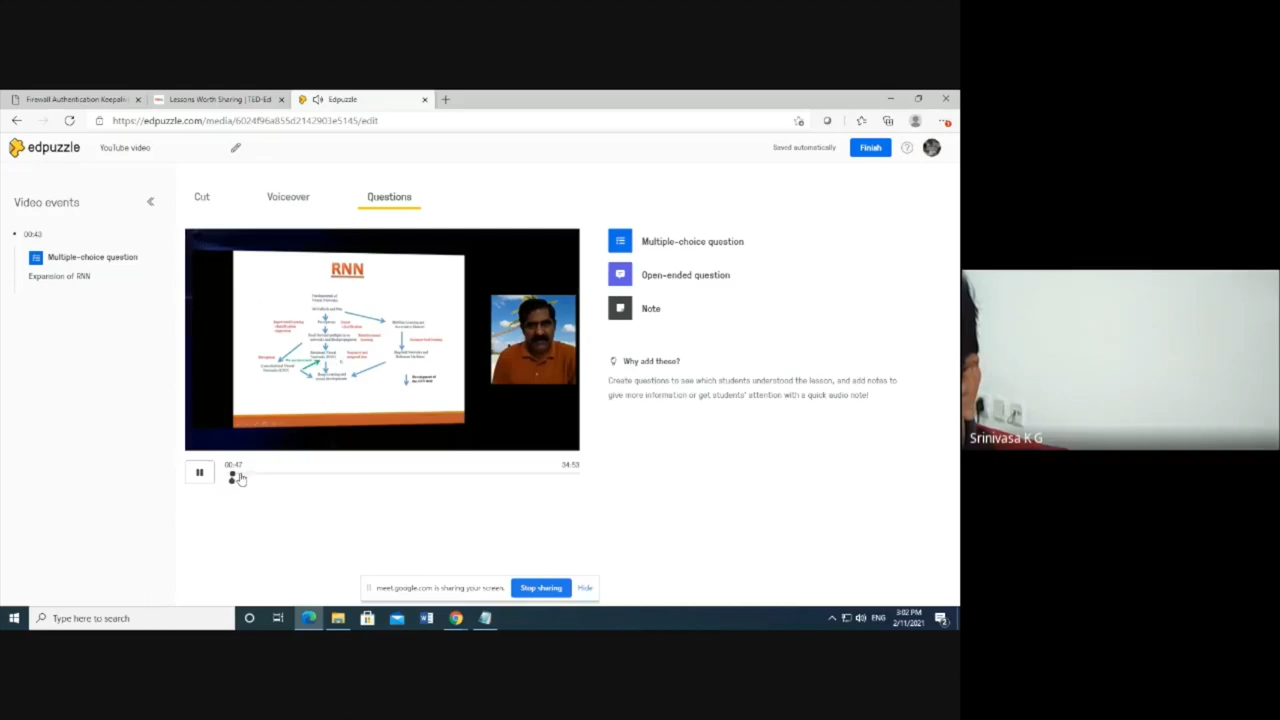 Firewall Authentication Keepaliv
Lessons Worth Sharing | TED-Ed
Edpuzzle
https://edpuzzle.com/media/6024f96a855d2142903e5145/edit
edpuzzle
YouTube video
Saved automatically
Finish
Video events
Cut
Voiceover
Questions
00:43
Multiple-choice question
Expansion of RNN
RNN
Multiple-choice question
Open-ended question
Note
Why add these?
Create questions to see which students understood the lesson, and add notes to
give more information or get students' attention with a quick audio note!
Srinivasa K G
00:47
34:53
meet.google.com is sharing your screen.
Stop sharing
Hide
Type here to search
ENG
3:02 PM
2/11/2021